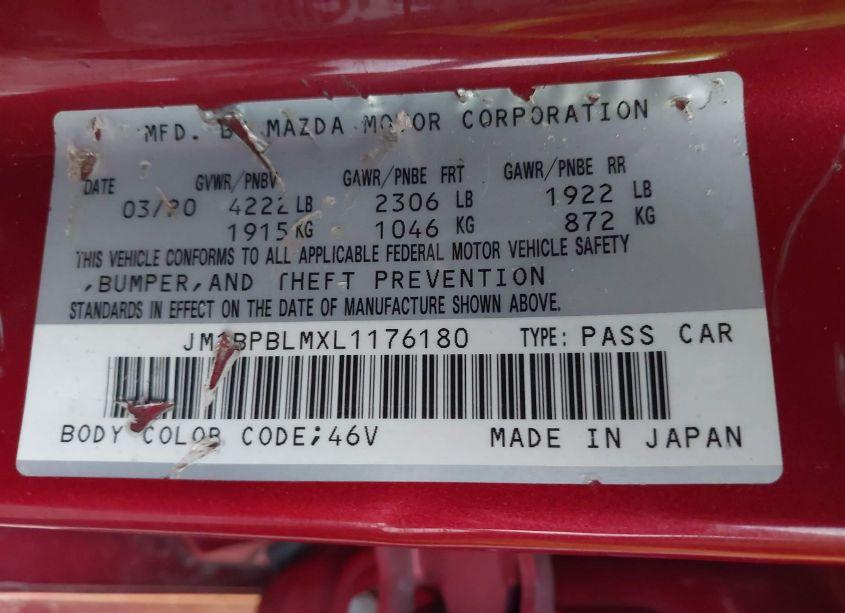 MFD. BY MAZDA MOTOR CORPORATION
DATE GVWR/PNBV GAWR/PNBE FRT GAWR/PNBE RR
03/20 4222 LB 2306 LB 1922 LB
1915 KG 1046 KG 872 KG
THIS VEHICLE CONFORMS TO ALL APPLICABLE FEDERAL MOTOR VEHICLE SAFETY
,BUMPER,AND THEFT PREVENTION
STANDARDS IN EFFECT ON THE DATE OF MANUFACTURE SHOWN ABOVE.
JM1BPBLMXL1176180 TYPE: PASS CAR
BODY COLOR CODE;46V MADE IN JAPAN